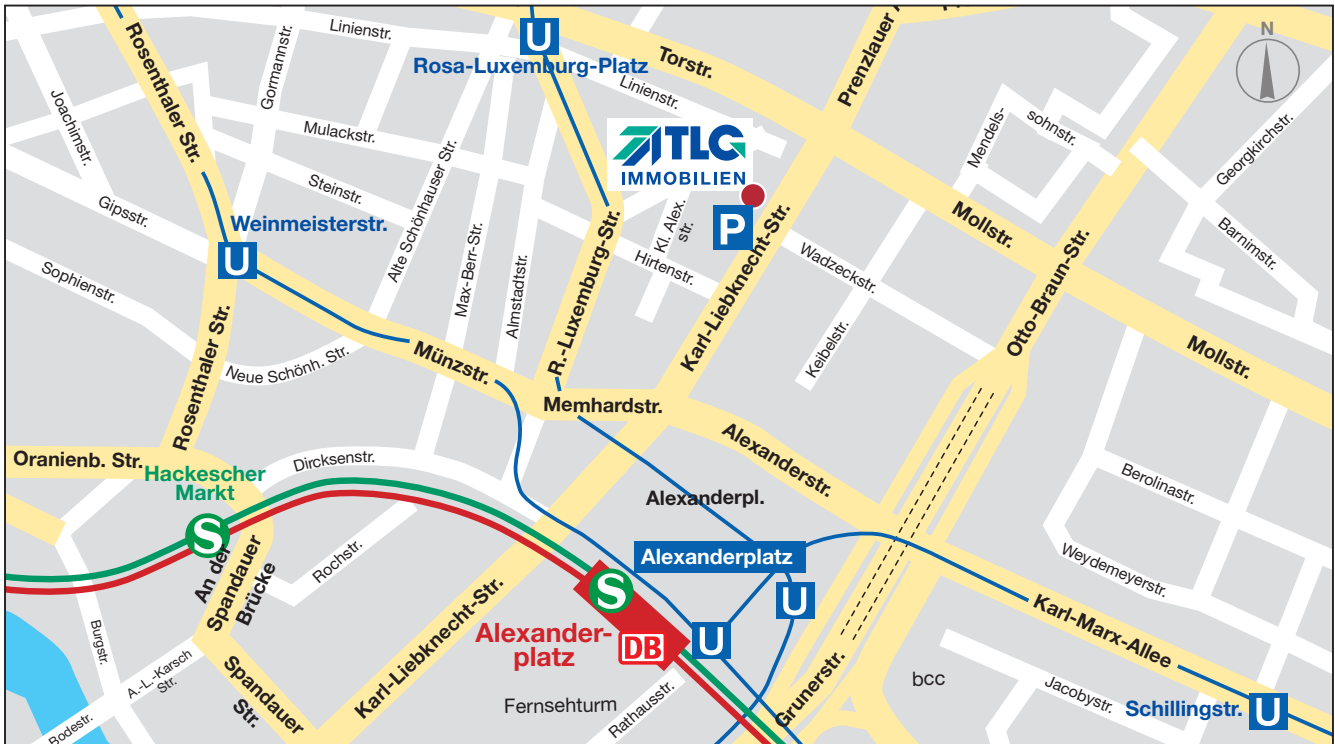 Linienstr.
U
Rosa-Luxemburg-Platz
Torstr.
Prenzlauer
N
Rosenthaler Str.
Gormannstr.
Joachimstr.
Mulackstr.
Linienstr.
TLG
IMMOBILIEN
Mendels-
sohnstr.
Georgkirchstr.
Gipsstr.
Steinstr.
Alte Schönhauser Str.
Weinmeisterstr.
U
Max-Berr-Str.
Almstadtstr.
R.-Luxemburg-Str.
Kl. Alex.
str.
Hirtenstr.
P
Karl-Liebknecht-Str.
Wadzeckstr.
Mollstr.
Otto-Braun-Str.
Barnimstr.
Sophienstr.
Rosenthaler Str.
Neue Schönh. Str.
Münzstr.
Keibelstr.
Mollstr.
Memhardstr.
Alexanderstr.
Oranienb. Str.
Hackescher
Markt
S
Dircksenstr.
Alexanderpl.
Berolinastr.
An der
Spandauer
Brücke
Rochstr.
Alexanderplatz
S
U
U
Weydemeyerstr.
Karl-Marx-Allee
Burgstr.
A.-L.-Karsch
Str.
Spandauer
Str.
Karl-Liebknecht-Str.
Alexander-
platz
DB
Grunerstr.
bcc
Jacobystr.
Schillingstr.
U
Bodestr.
Fernsehturm
Rathausstr.